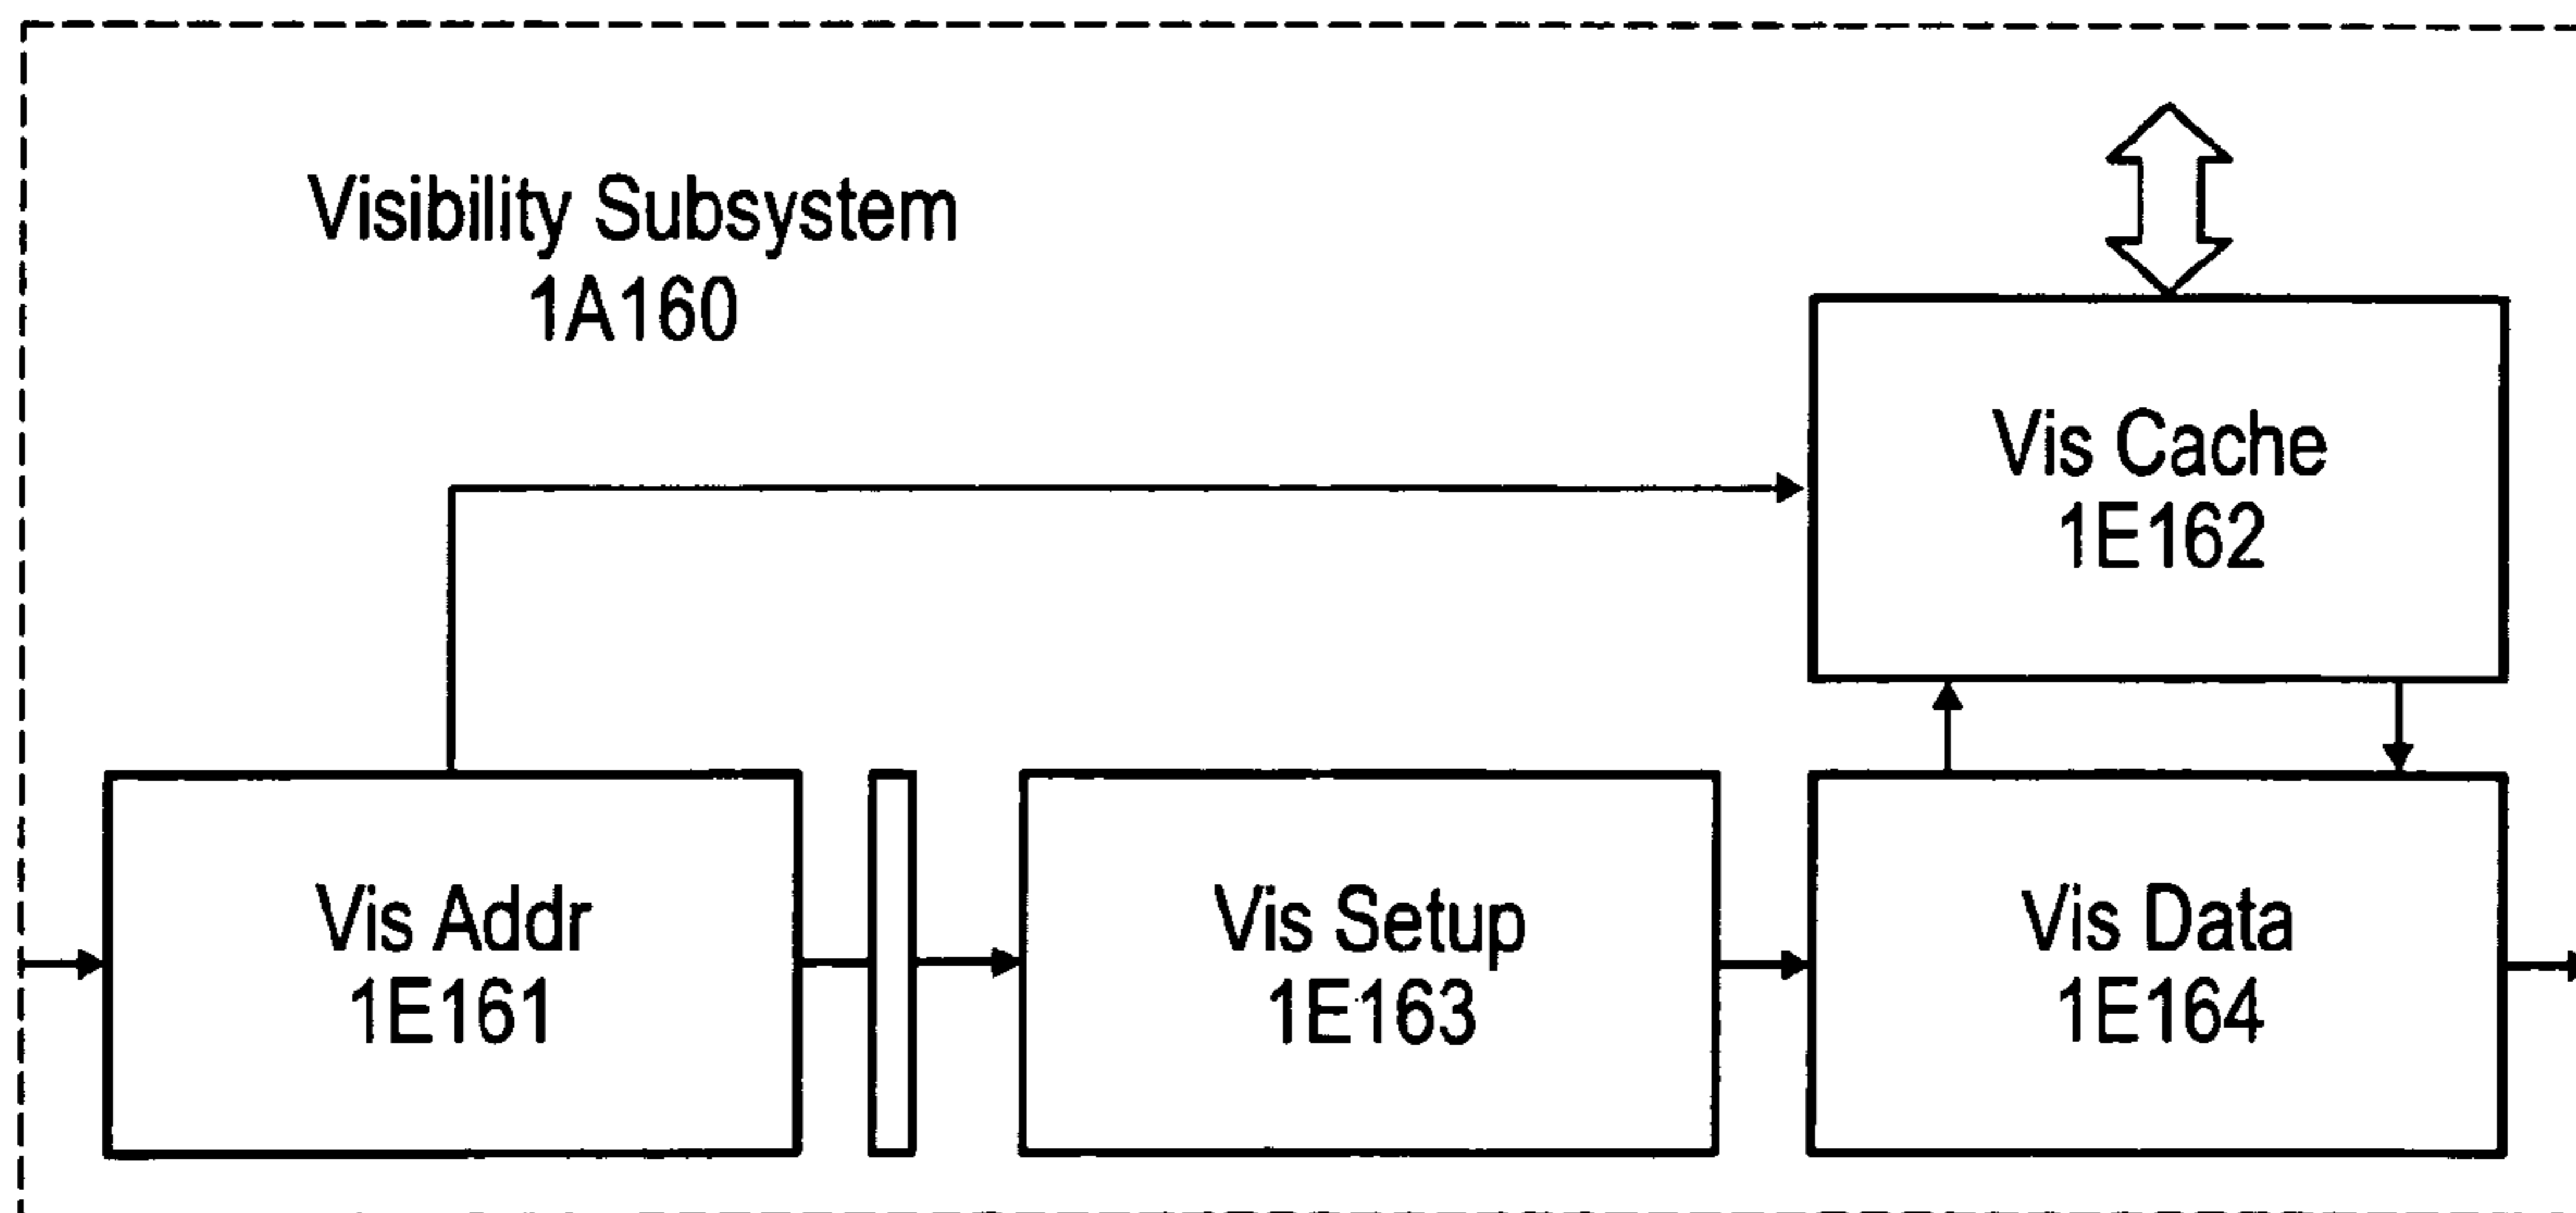 Visibility Subsystem
1A160
Vis Cache
1E162
Vis Addr
1E161
Vis Setup
1E163
Vis Data
1E164